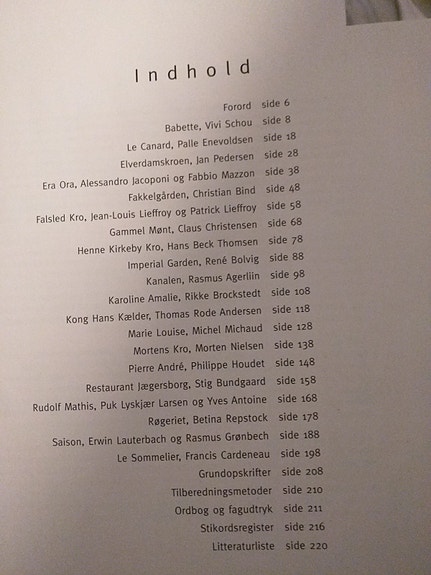 Indhold
Forord side 6
Babette, Vivi Schou side 8
Le Canard, Palle Enevoldsen side 18
Elverdamskroen, Jan Pedersen side 28
Era Ora, Alessandro Jacoponi og Fabbio Mazzon side 38
Fakkelgården, Christian Bind side 48
Falsled Kro, Jean-Louis Lieffroy og Patrick Lieffroy side 58
Gammel Mønt, Claus Christensen side 68
Henne Kirkeby Kro, Hans Beck Thomsen side 78
Imperial Garden, René Bolvig side 88
Kanalen, Rasmus Agerliin side 98
Karoline Amalie, Rikke Brockstedt side 108
Kong Hans Kælder, Thomas Rode Andersen side 118
Marie Louise, Michel Michaud side 128
Mortens Kro, Morten Nielsen side 138
Pierre André, Philippe Houdet side 148
Restaurant Jægersborg, Stig Bundgaard side 158
Rudolf Mathis, Puk Lyskjær Larsen og Yves Antoine side 168
Røgeriet, Betina Repstock side 178
Saison, Erwin Lauterbach og Rasmus Grønbech side 188
Le Sommelier, Francis Cardeneau side 198
Grundopskrifter side 208
Tilberedningsmetoder side 210
Ordbog og fagudtryk side 211
Stikordsregister side 216
Litteraturliste side 220